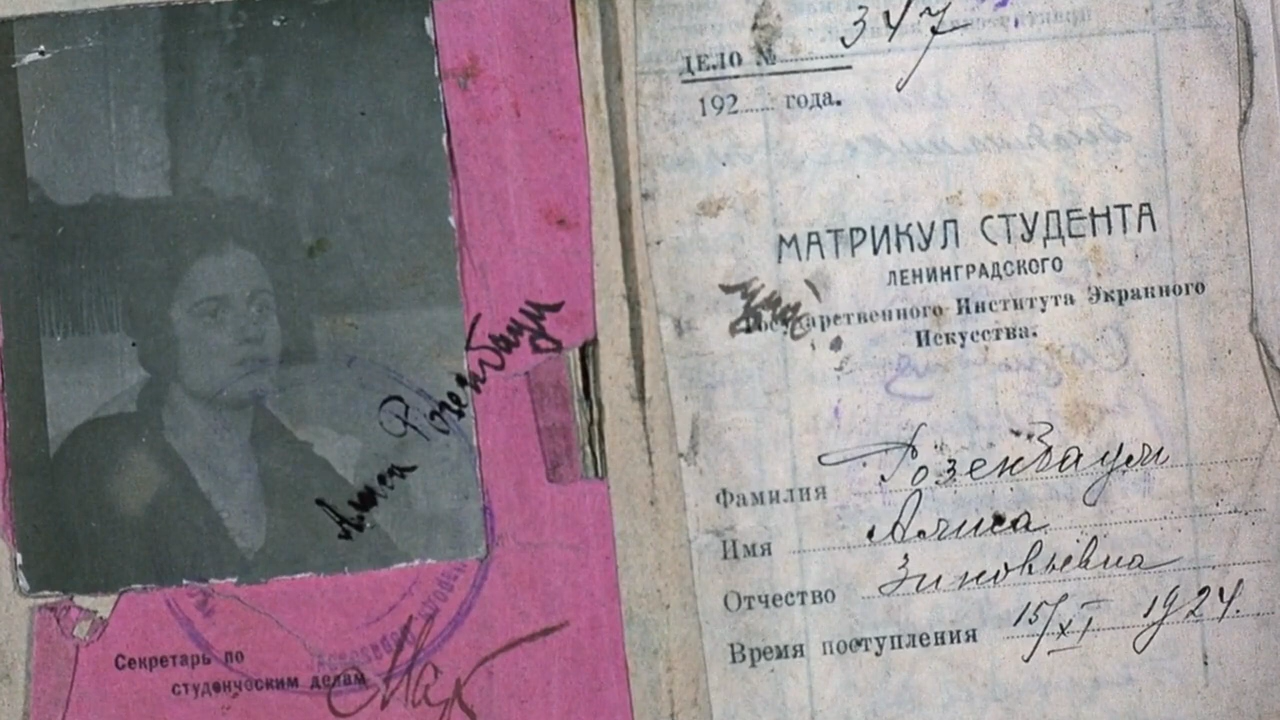 Алиса Розенбаум
Секретарь по
студенческим делам
ДЕЛО № 347
192 года.
МАТРИКУЛ СТУДЕНТА
ЛЕНИНГРАДСКОГО
Государственного Института Экранного
Искусства.
Фамилия Розенбаум
Имя Алиса
Отчество Зиновьевна
Время поступления 15/XI 1924.